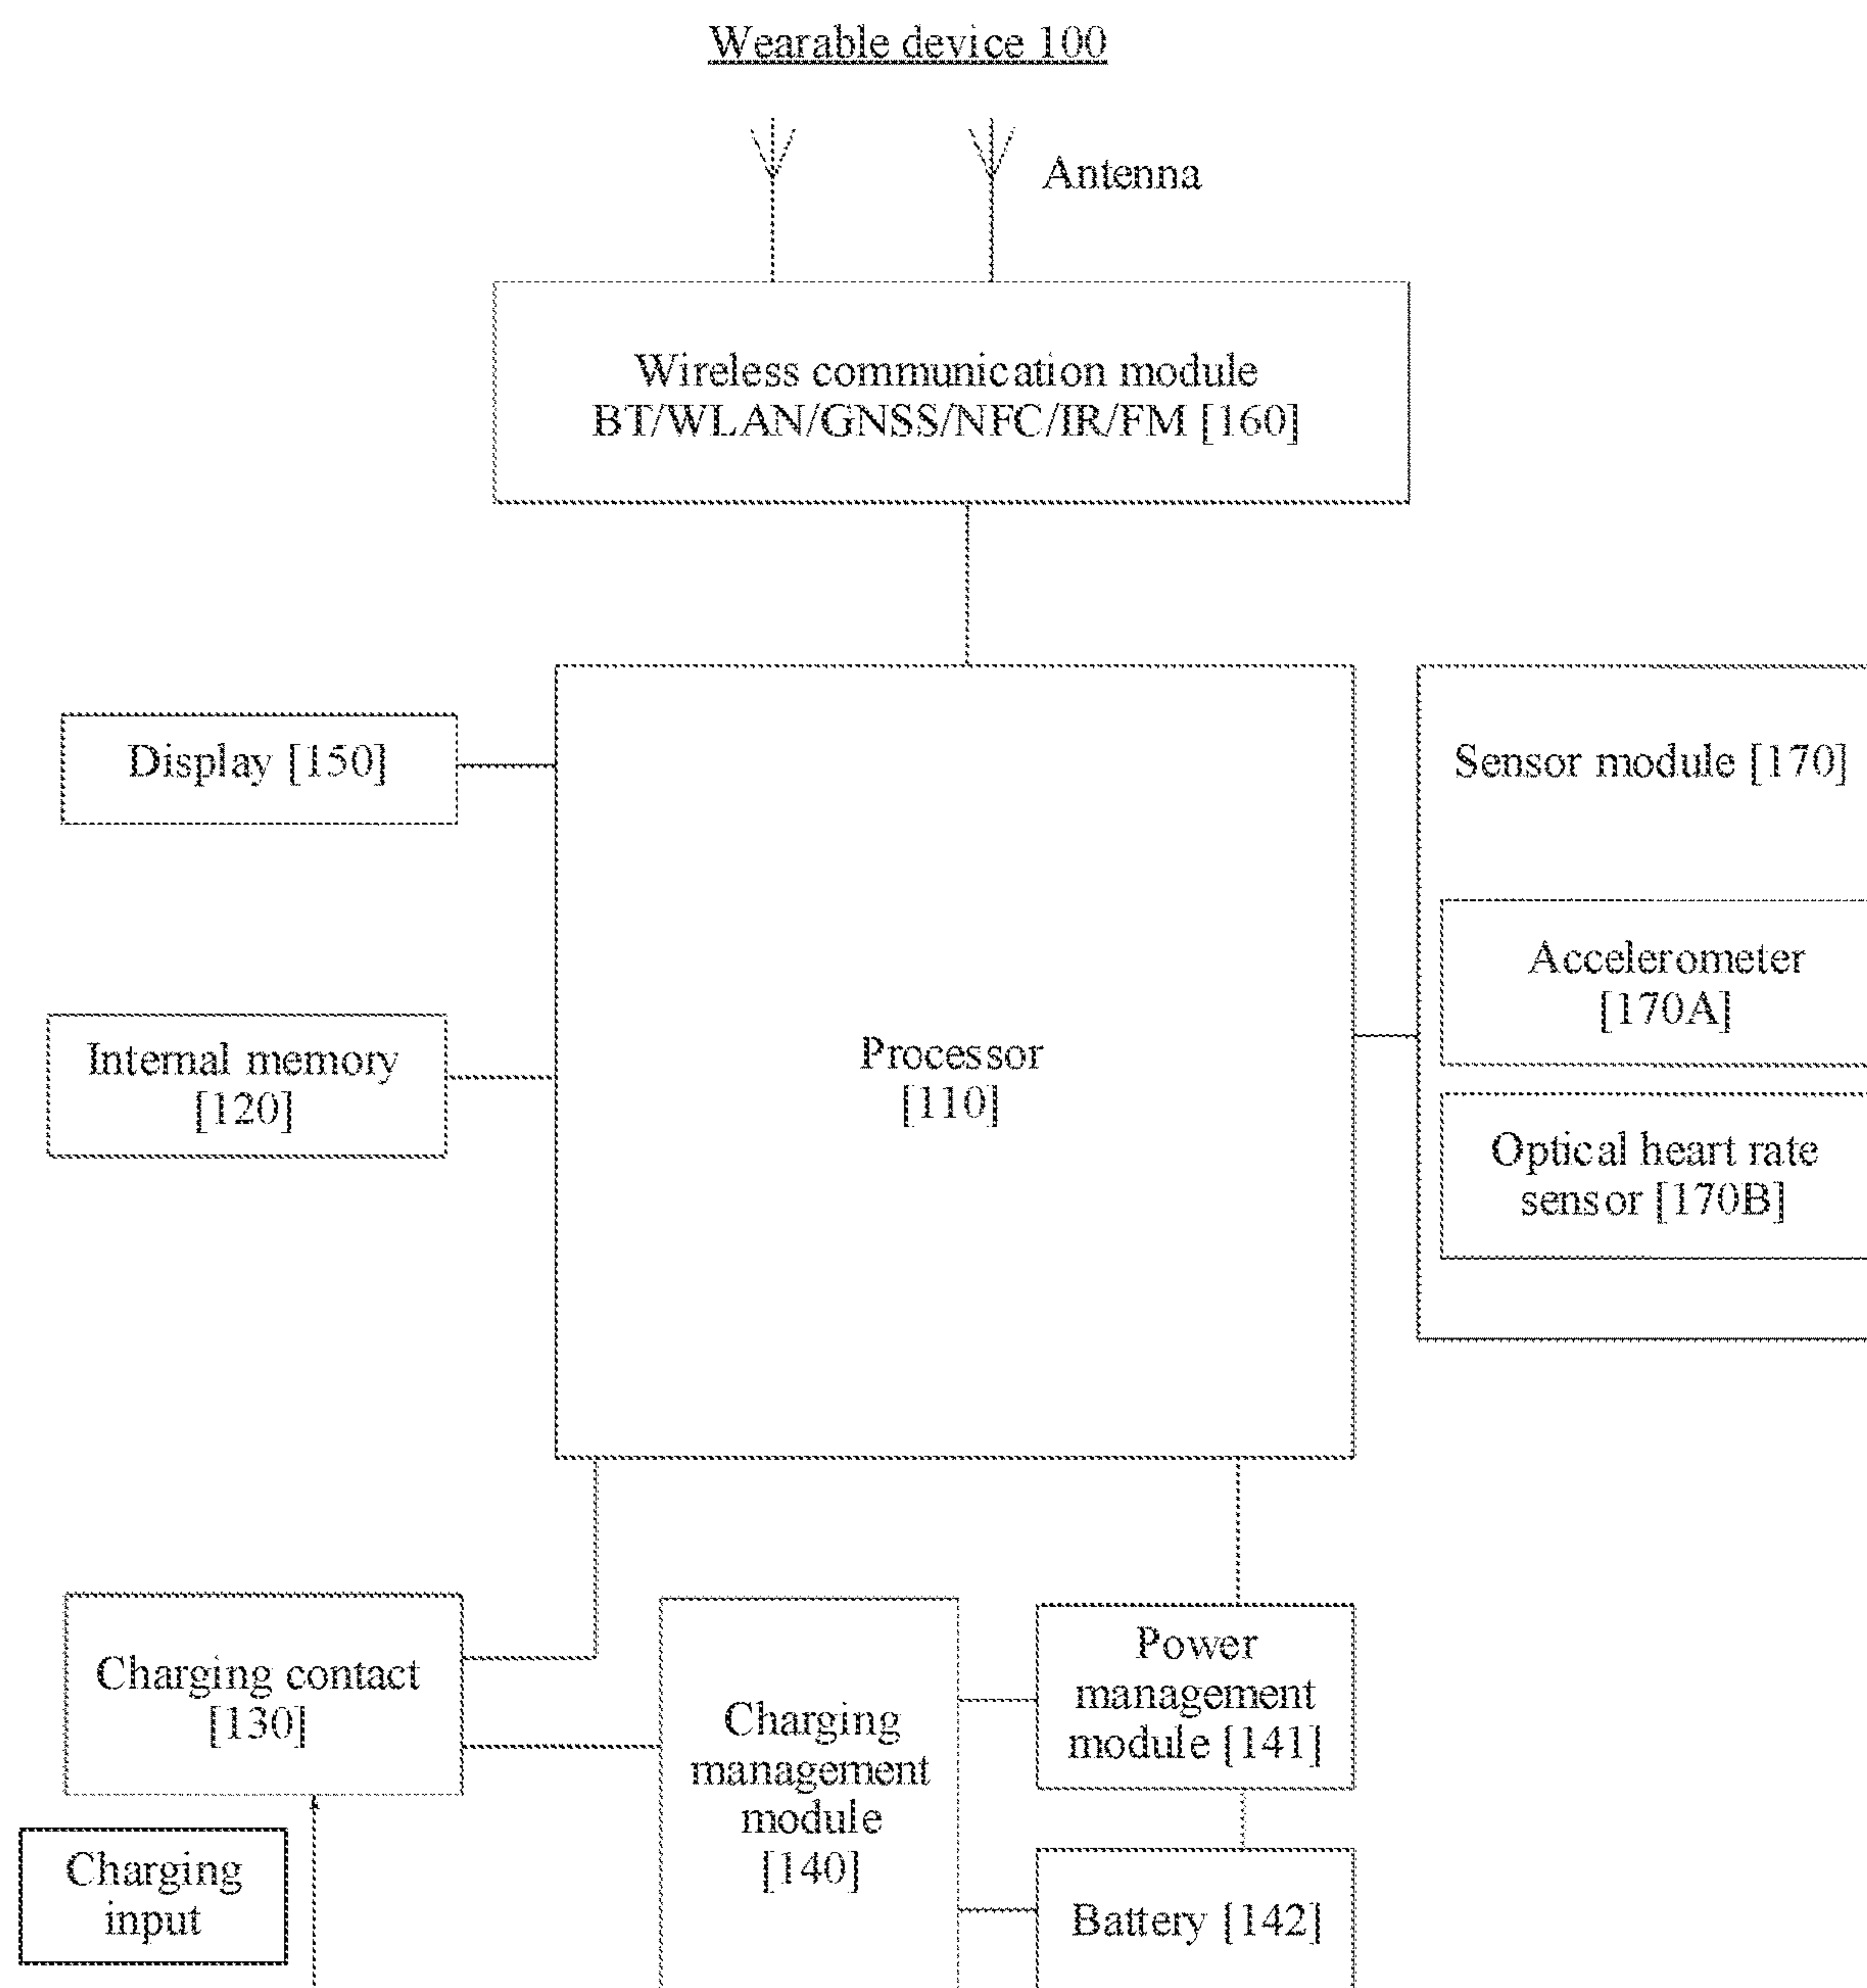 Wearable device 100
Antenna
Wireless communication module
BT/WLAN/GNSS/NFC/IR/FM [160]
Display [150]
Sensor module [170]
Accelerometer
[170A]
Internal memory
[120]
Processor
[110]
Optical heart rate
sensor [170B]
Charging contact
[130]
Charging
management
module
[140]
Power
management
module [141]
Charging
input
Battery [142]